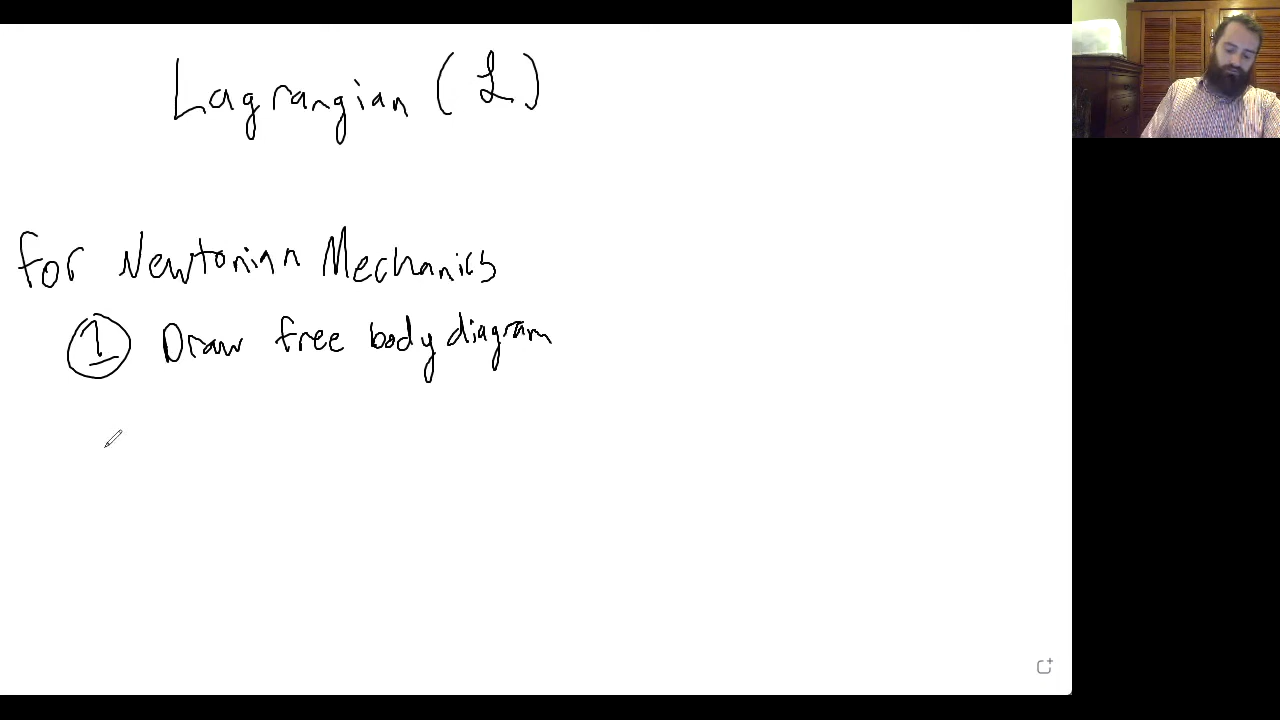 Lagrangian (ℒ)
For Newtonian Mechanics
① Draw free body diagram